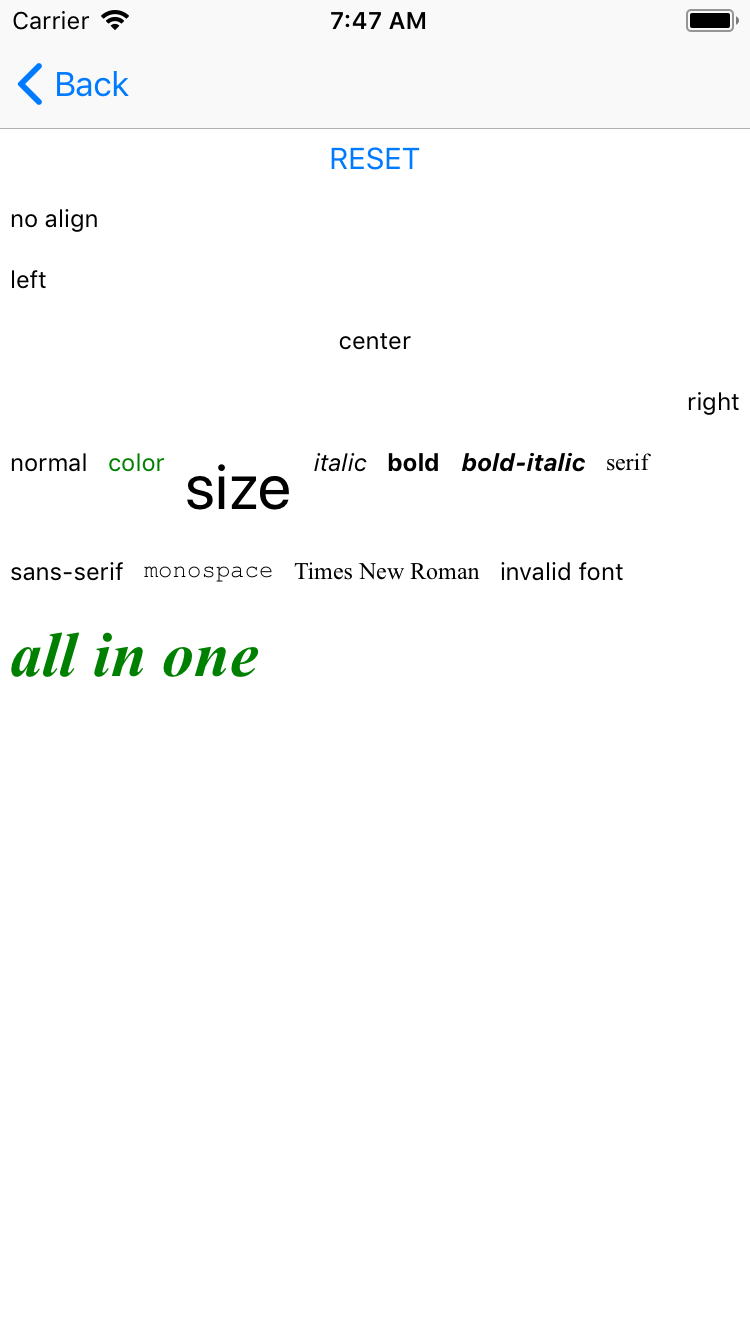 Carrier 7:47 AM
Back
RESET
no align
left
center
right
normal color size italic bold bold-italic serif
sans-serif monospace Times New Roman invalid font
all in one